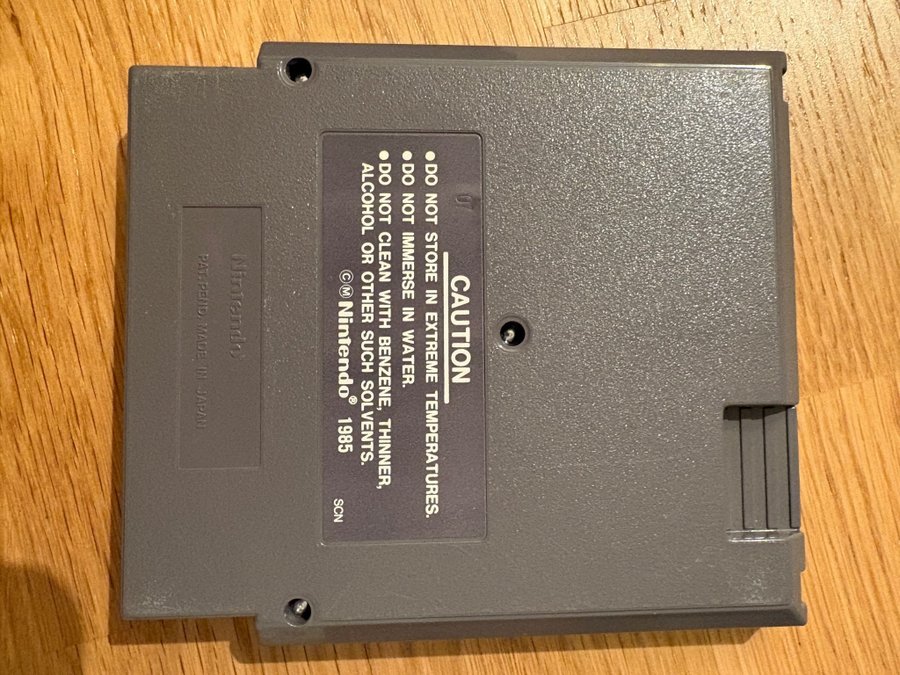 CAUTION
●DO NOT STORE IN EXTREME TEMPERATURES.
●DO NOT IMMERSE IN WATER.
●DO NOT CLEAN WITH BENZENE, THINNER,
ALCOHOL OR OTHER SUCH SOLVENTS.
©ⓂNintendo® 1985
SCN
Nintendo
PAT. PEND. MADE IN JAPAN